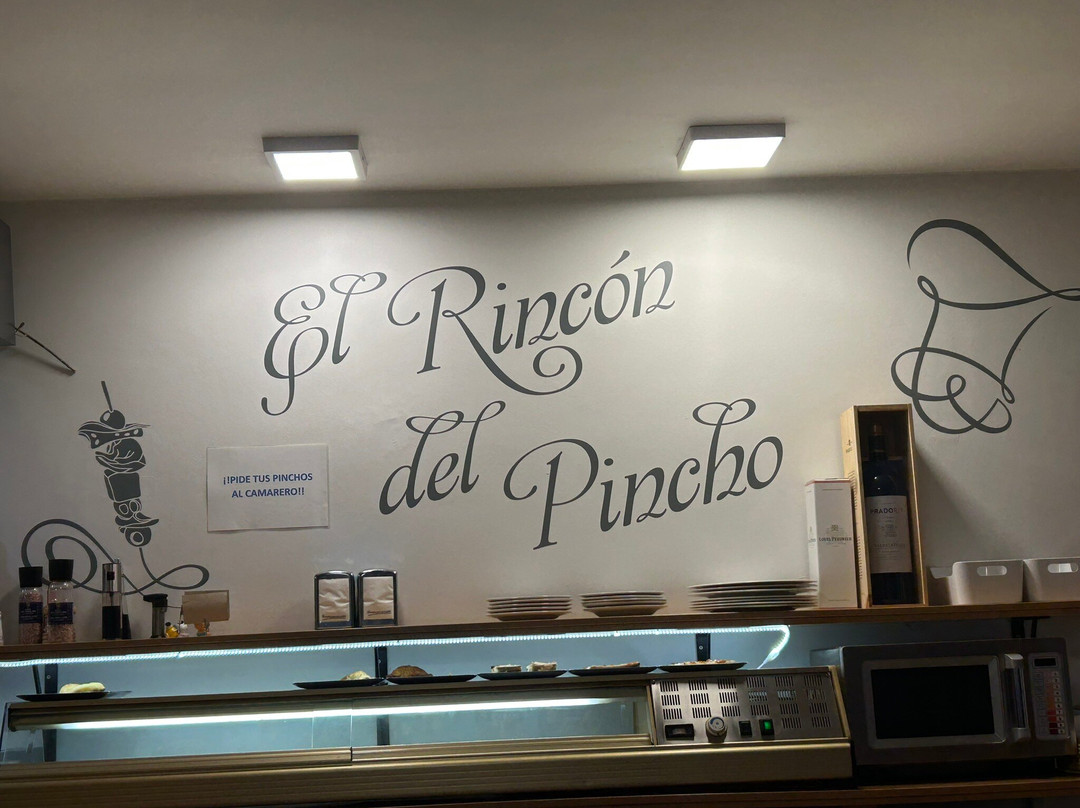 El Rincón
del Pincho
¡!PIDE TUS PINCHOS
AL CAMARERO!!